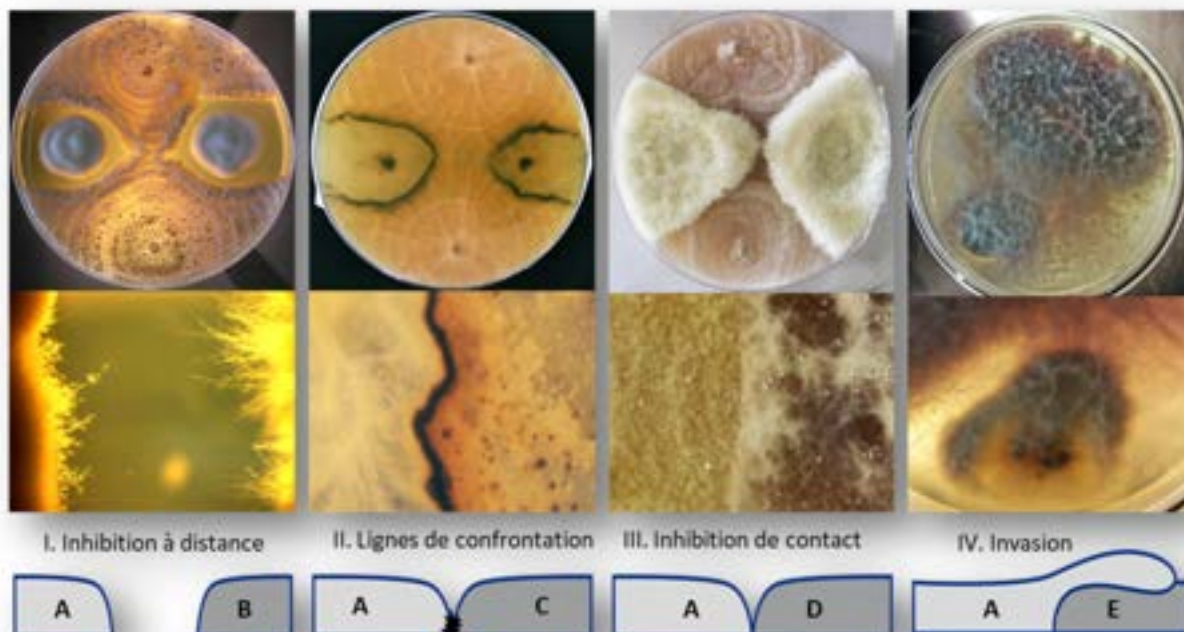 I. Inhibition à distance
II. Lignes de confrontation
III. Inhibition de contact
IV. Invasion
A B
A C
A D
A E